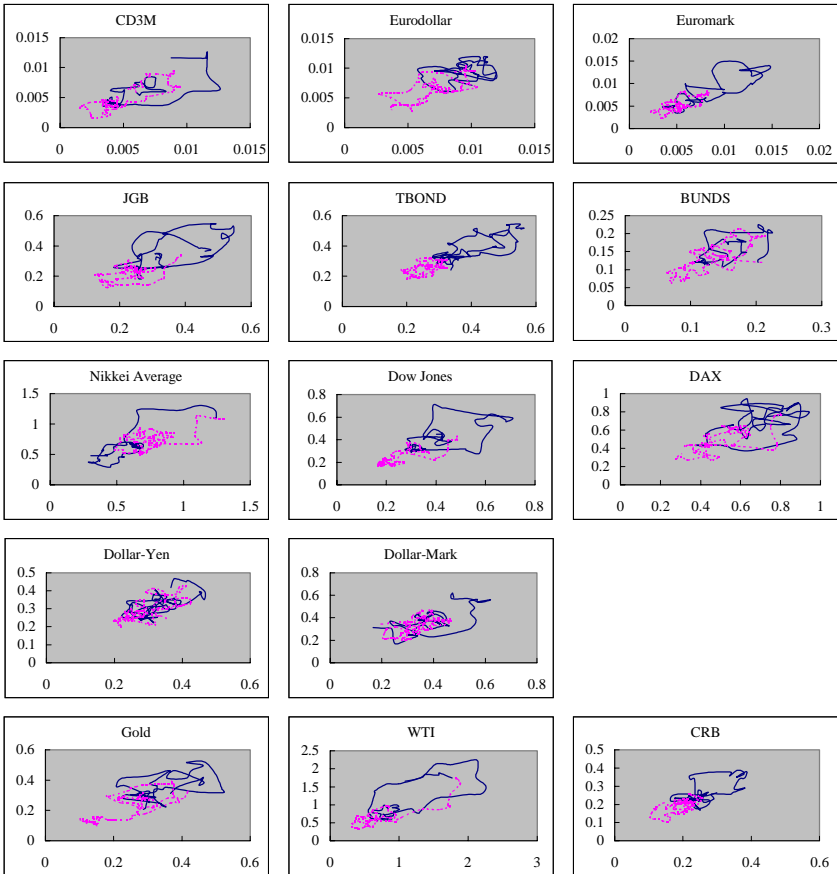 CD3M
0.015
0.01
0.005
0
0 0.005 0.01 0.015
Eurodollar
0.015
0.01
0.005
0
0 0.005 0.01 0.015
Euromark
0.02
0.015
0.01
0.005
0
0 0.005 0.01 0.015 0.02
JGB
0.6
0.4
0.2
0
0 0.2 0.4 0.6
TBOND
0.6
0.4
0.2
0
0 0.2 0.4 0.6
BUNDS
0.25
0.2
0.15
0.1
0.05
0
0 0.1 0.2 0.3
Nikkei Average
1.5
1
0.5
0
0 0.5 1 1.5
Dow Jones
0.8
0.6
0.4
0.2
0
0 0.2 0.4 0.6 0.8
DAX
1
0.8
0.6
0.4
0.2
0
0 0.2 0.4 0.6 0.8 1
Dollar-Yen
0.5
0.4
0.3
0.2
0.1
0
0 0.2 0.4 0.6
Dollar-Mark
0.8
0.6
0.4
0.2
0
0 0.2 0.4 0.6 0.8
Gold
0.6
0.4
0.2
0
0 0.2 0.4 0.6
WTI
2.5
2
1.5
1
0.5
0
0 1 2 3
CRB
0.5
0.4
0.3
0.2
0.1
0
0 0.2 0.4 0.6